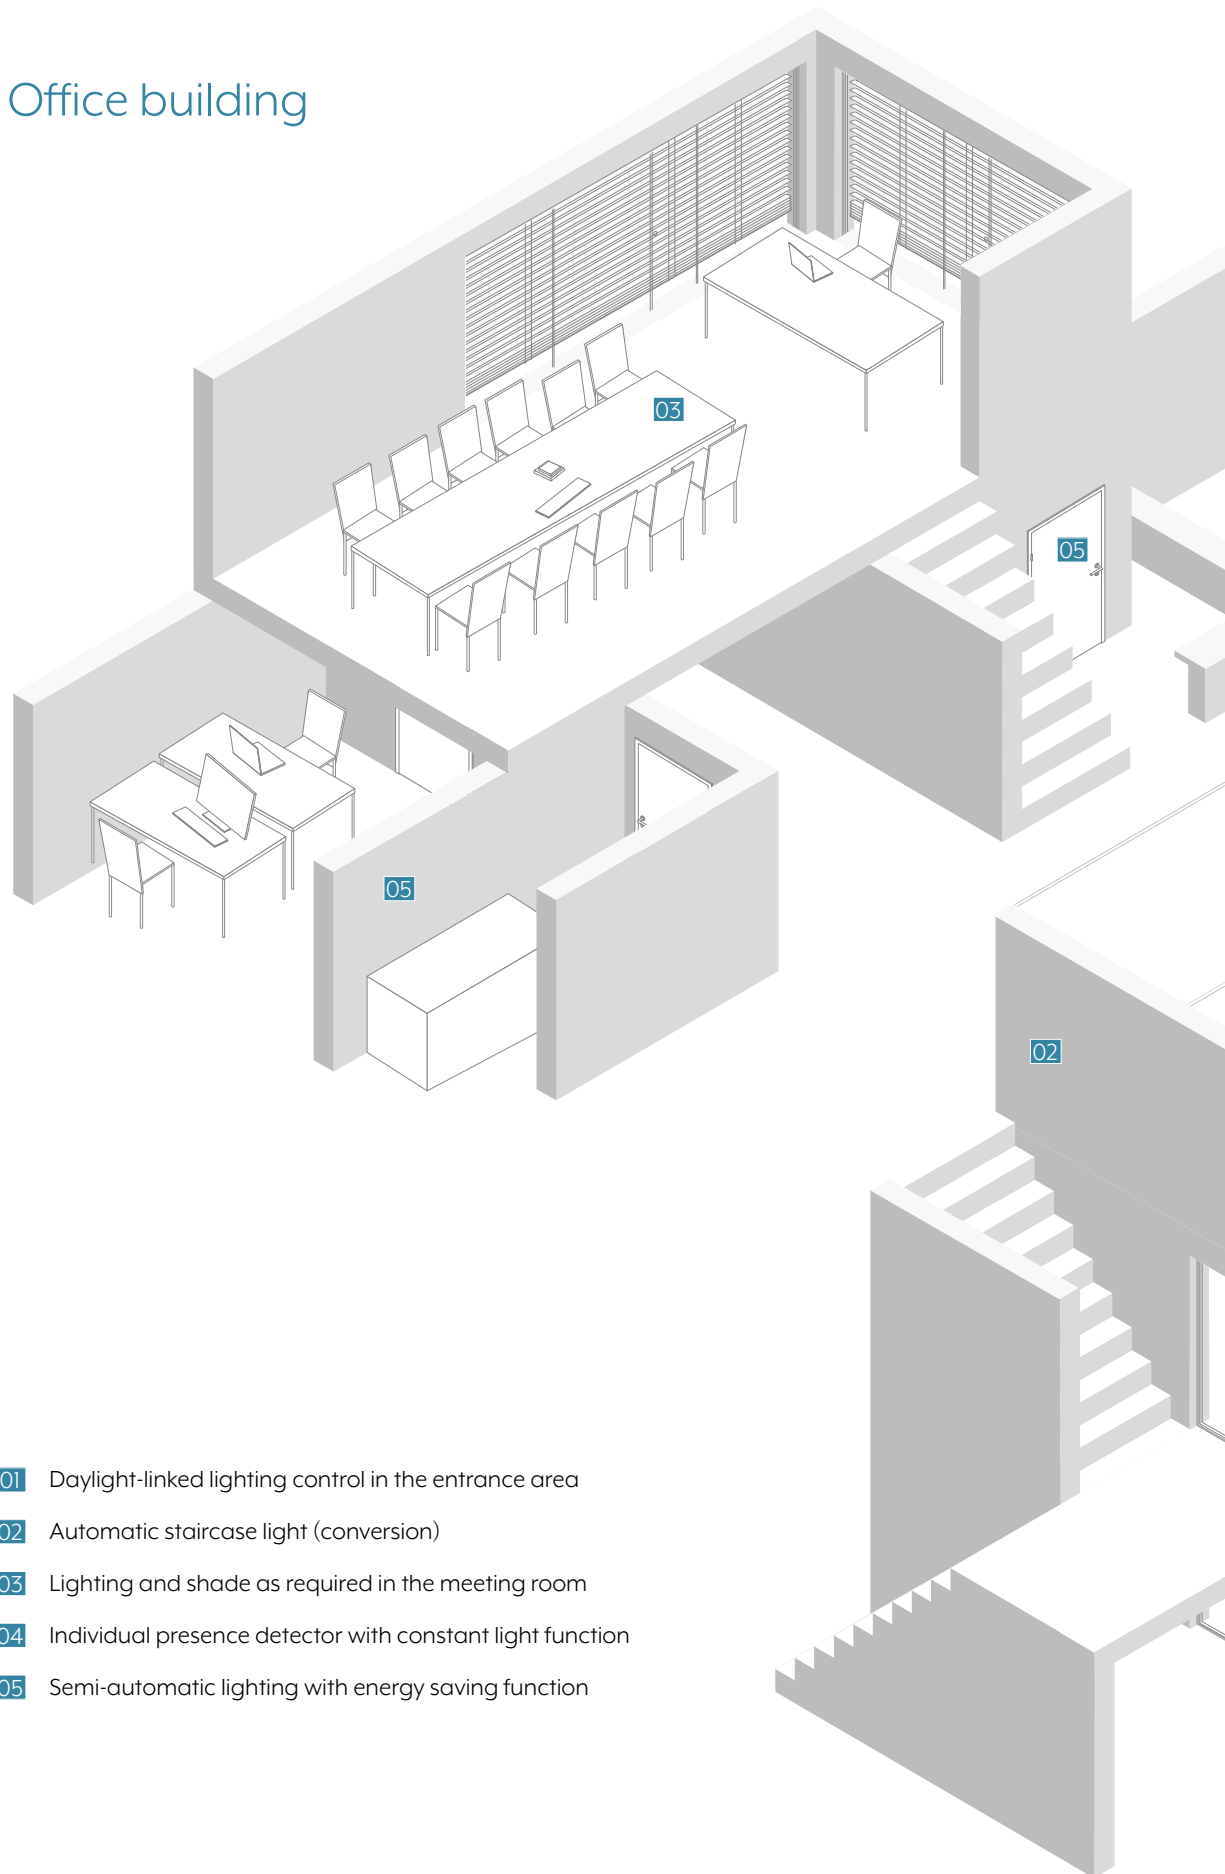 Office building
03
05
05
02
01 Daylight-linked lighting control in the entrance area
02 Automatic staircase light (conversion)
03 Lighting and shade as required in the meeting room
04 Individual presence detector with constant light function
05 Semi-automatic lighting with energy saving function